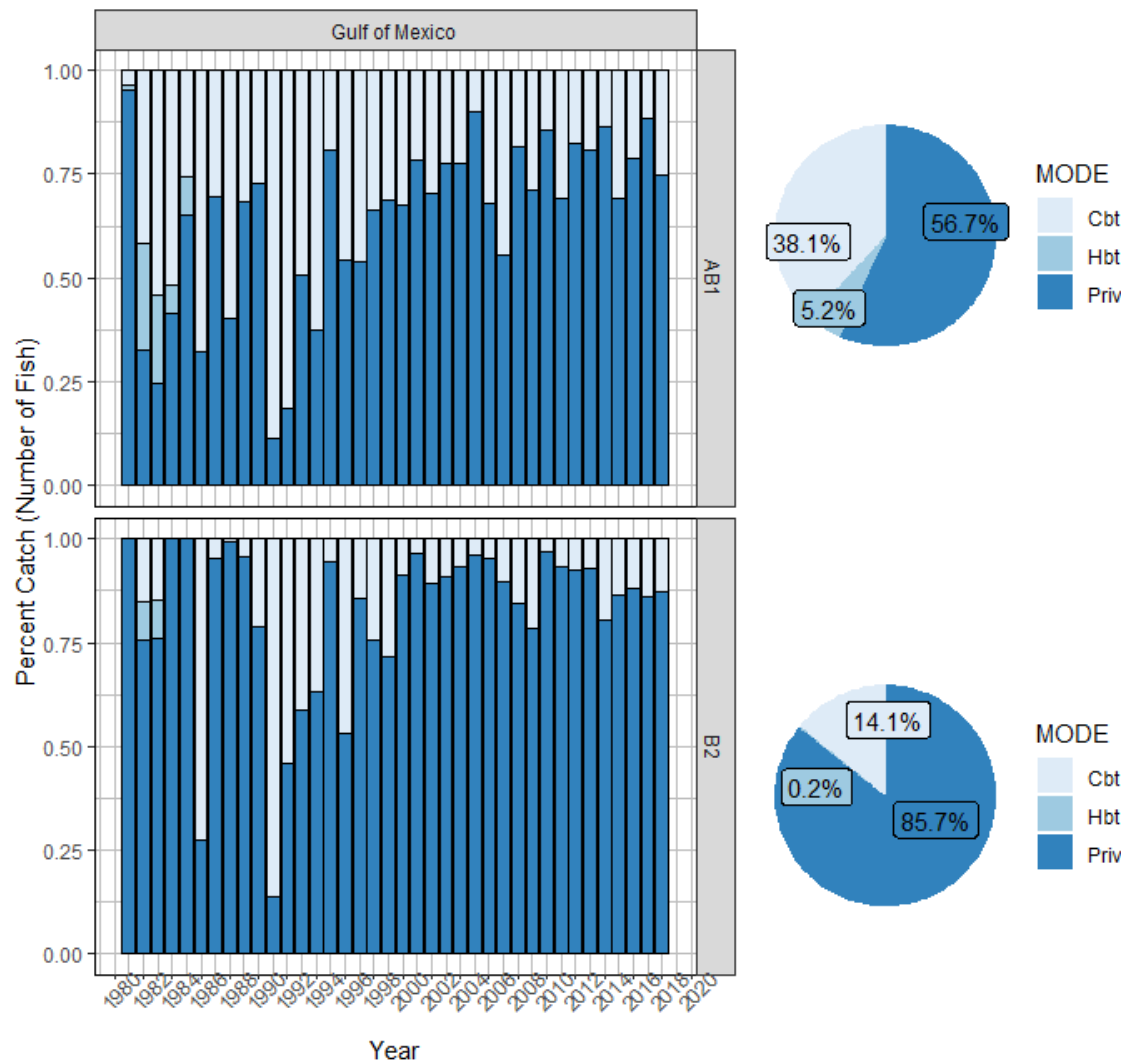 Gulf of Mexico
Percent Catch (Number of Fish)
1.00
0.75
0.50
0.25
0.00
AB1
1.00
0.75
0.50
0.25
0.00
B2
1980
1982
1984
1986
1988
1990
1992
1994
1996
1998
2000
2002
2004
2006
2008
2010
2012
2014
2016
2018
2020
Year
38.1%
56.7%
5.2%
MODE
Cbt
Hbt
Priv
14.1%
0.2%
85.7%
MODE
Cbt
Hbt
Priv